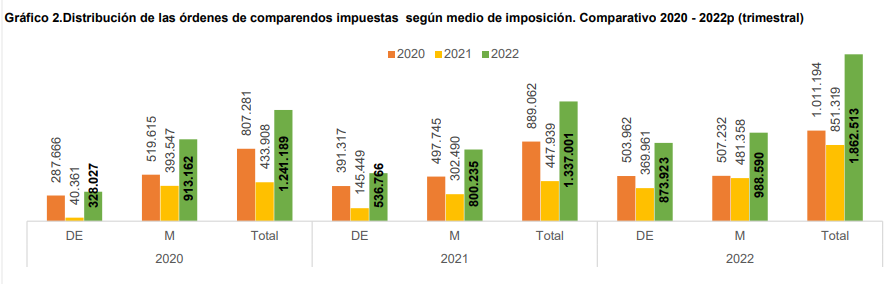 Gráfico 2.Distribución de las órdenes de comparendos impuestas según medio de imposición. Comparativo 2020 - 2022p (trimestral)
2020 2021 2022
287.666 40.361 328.027 519.615 393.547 913.162 807.281 433.908 1.241.189 391.317 145.449 536.766 497.745 302.490 800.235 889.062 447.939 1.337.001 503.962 369.961 873.923 507.232 481.358 988.590 1.011.194 851.319 1.862.513
DE M Total DE M Total DE M Total
2020 2021 2022